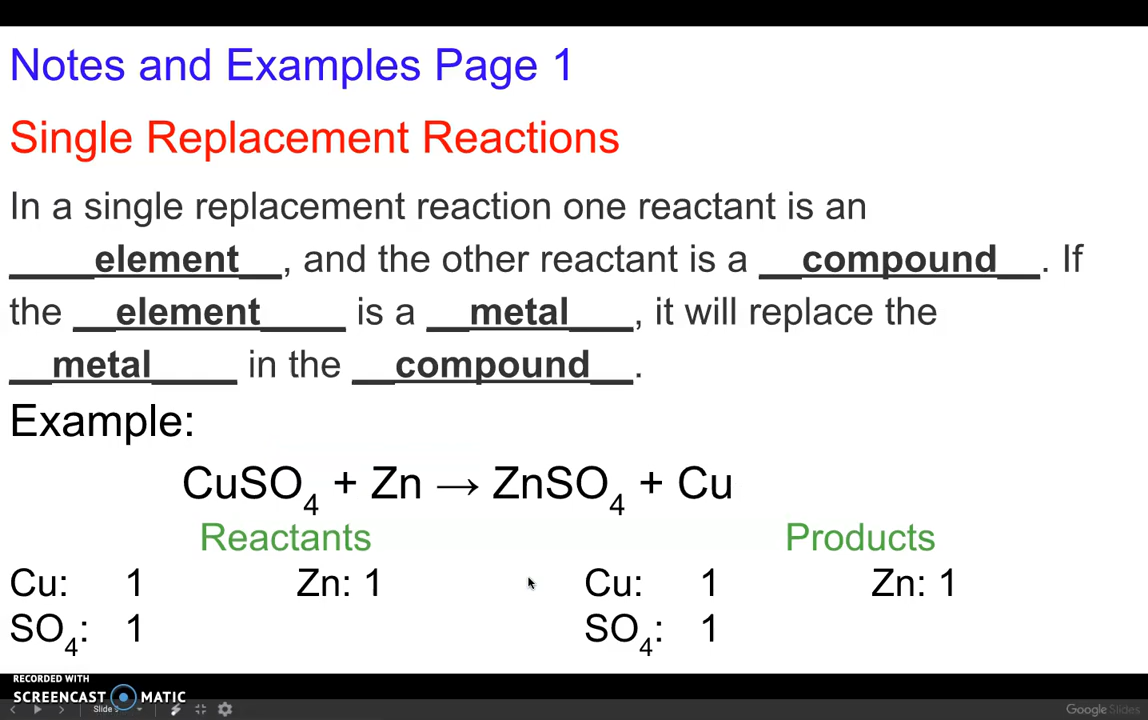 Notes and Examples Page 1
Single Replacement Reactions
In a single replacement reaction one reactant is an
____element__, and the other reactant is a __compound__. If
the __element____ is a __metal___, it will replace the
__metal____ in the __compound__.
Example:
CuSO₄ + Zn → ZnSO₄ + Cu
Reactants Products
Cu: 1 Zn: 1 Cu: 1 Zn: 1
SO₄: 1 SO₄: 1
RECORDED WITH
SCREENCAST MATIC
Google Slides